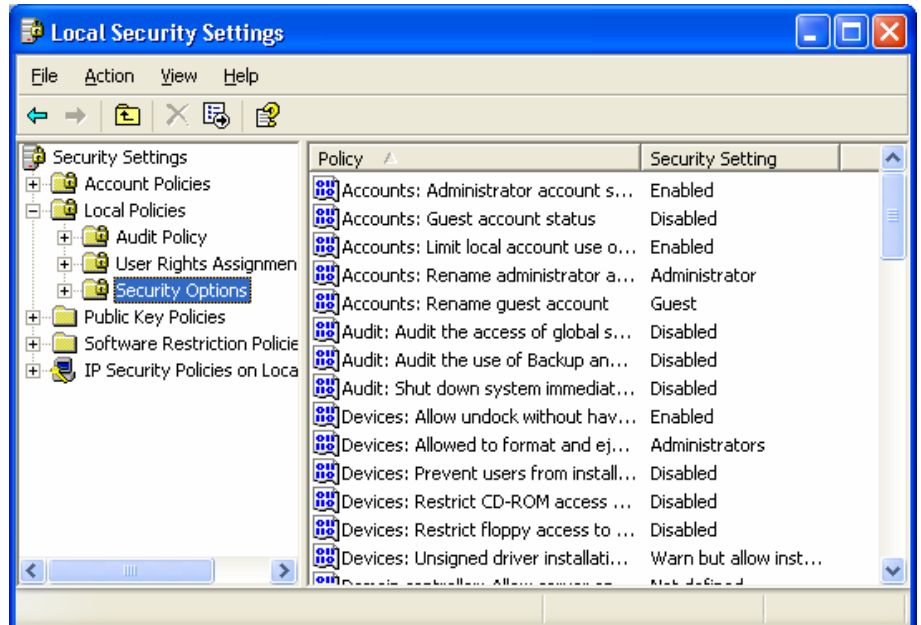 Local Security Settings
File Action View Help
Security Settings
Account Policies
Local Policies
Audit Policy
User Rights Assignmen
Security Options
Public Key Policies
Software Restriction Policie
IP Security Policies on Loca
Policy Security Setting
Accounts: Administrator account s... Enabled
Accounts: Guest account status Disabled
Accounts: Limit local account use o... Enabled
Accounts: Rename administrator a... Administrator
Accounts: Rename guest account Guest
Audit: Audit the access of global s... Disabled
Audit: Audit the use of Backup an... Disabled
Audit: Shut down system immediat... Disabled
Devices: Allow undock without hav... Enabled
Devices: Allowed to format and ej... Administrators
Devices: Prevent users from install... Disabled
Devices: Restrict CD-ROM access ... Disabled
Devices: Restrict floppy access to ... Disabled
Devices: Unsigned driver installati... Warn but allow inst...